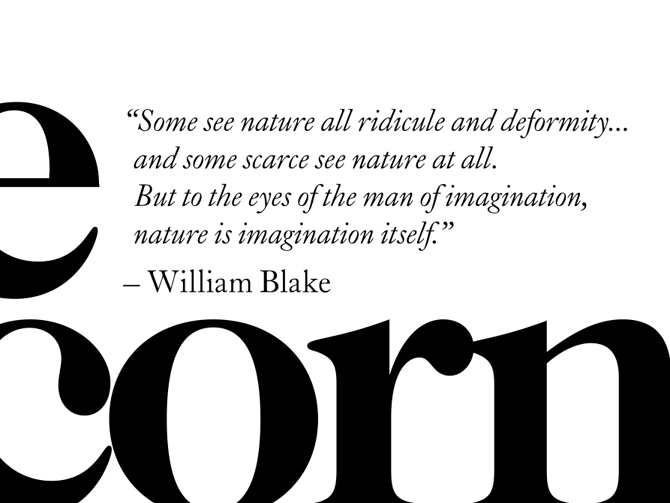 e
“Some see nature all ridicule and deformity...
and some scarce see nature at all.
But to the eyes of the man of imagination,
nature is imagination itself.”
– William Blake
corn